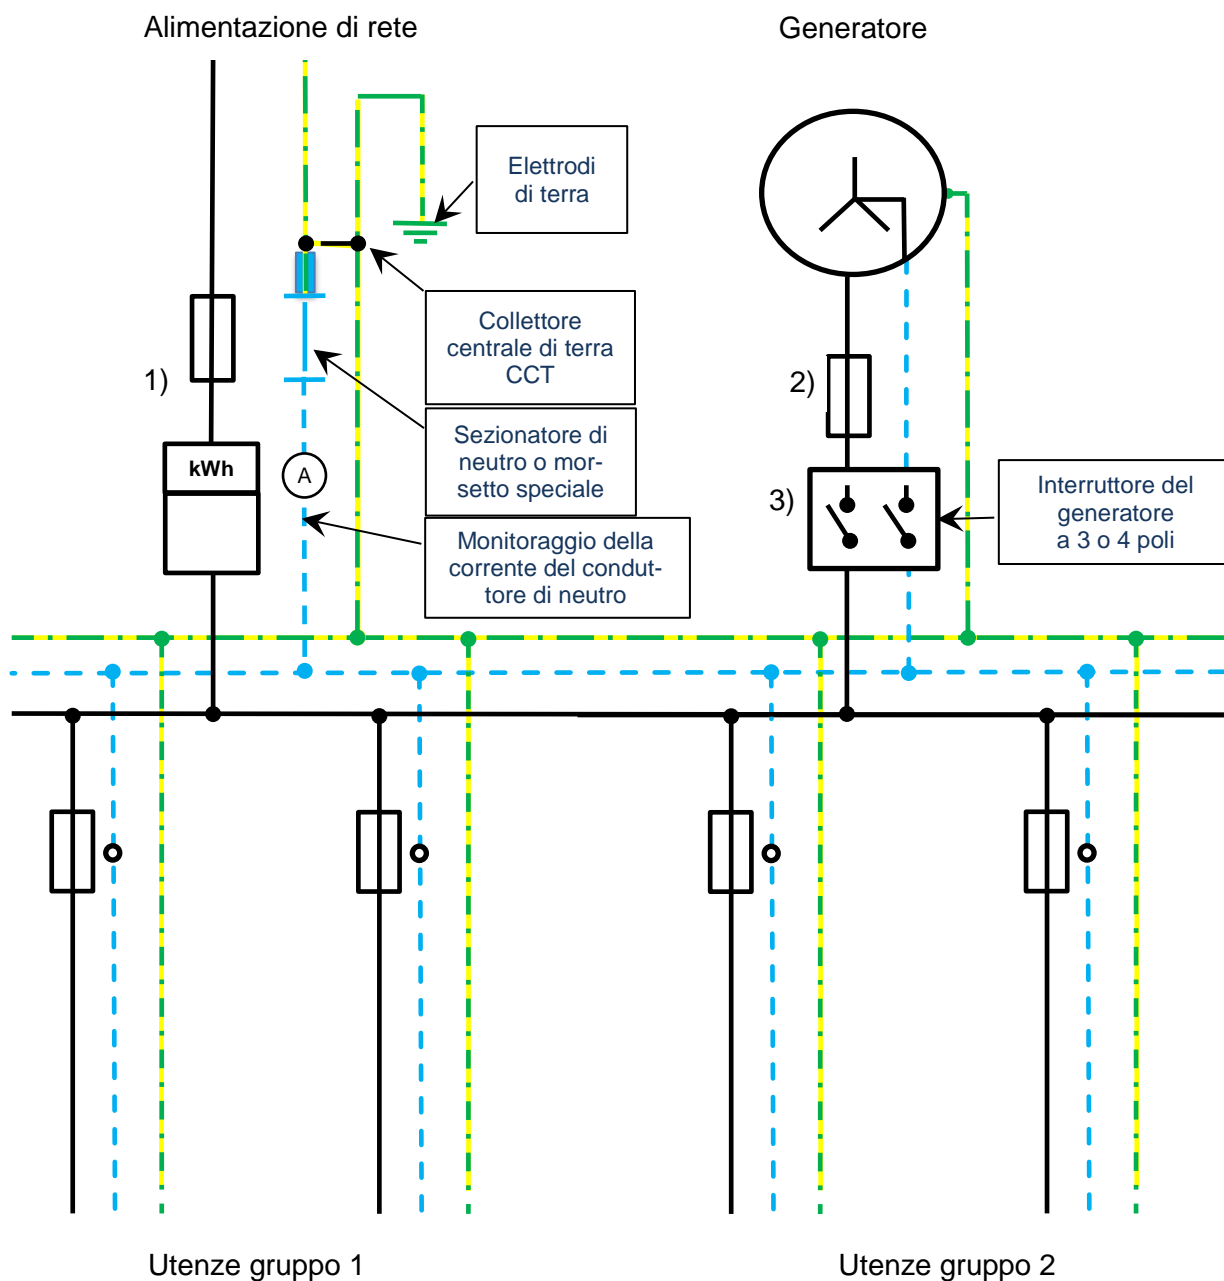 Alimentazione di rete
Generatore
Elettrodi
di terra
Collettore
centrale di terra
CCT
1)
2)
Sezionatore di
neutro o mor-
setto speciale
kWh
A
3)
Interruttore del
generatore
a 3 o 4 poli
Monitoraggio della
corrente del condut-
tore di neutro
Utenze gruppo 1
Utenze gruppo 2